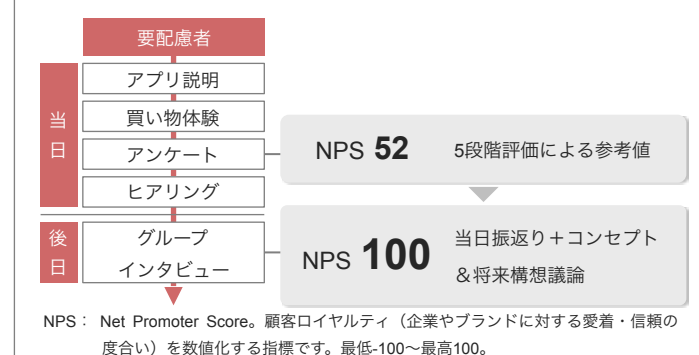 要配慮者
当日
アプリ説明
買い物体験
アンケート
ヒアリング
NPS 52 5段階評価による参考値
後日
グループ
インタビュー
NPS 100 当日振返り＋コンセプト
＆将来構想議論
NPS： Net Promoter Score。顧客ロイヤルティ（企業やブランドに対する愛着・信頼の
度合い）を数値化する指標です。最低-100～最高100。